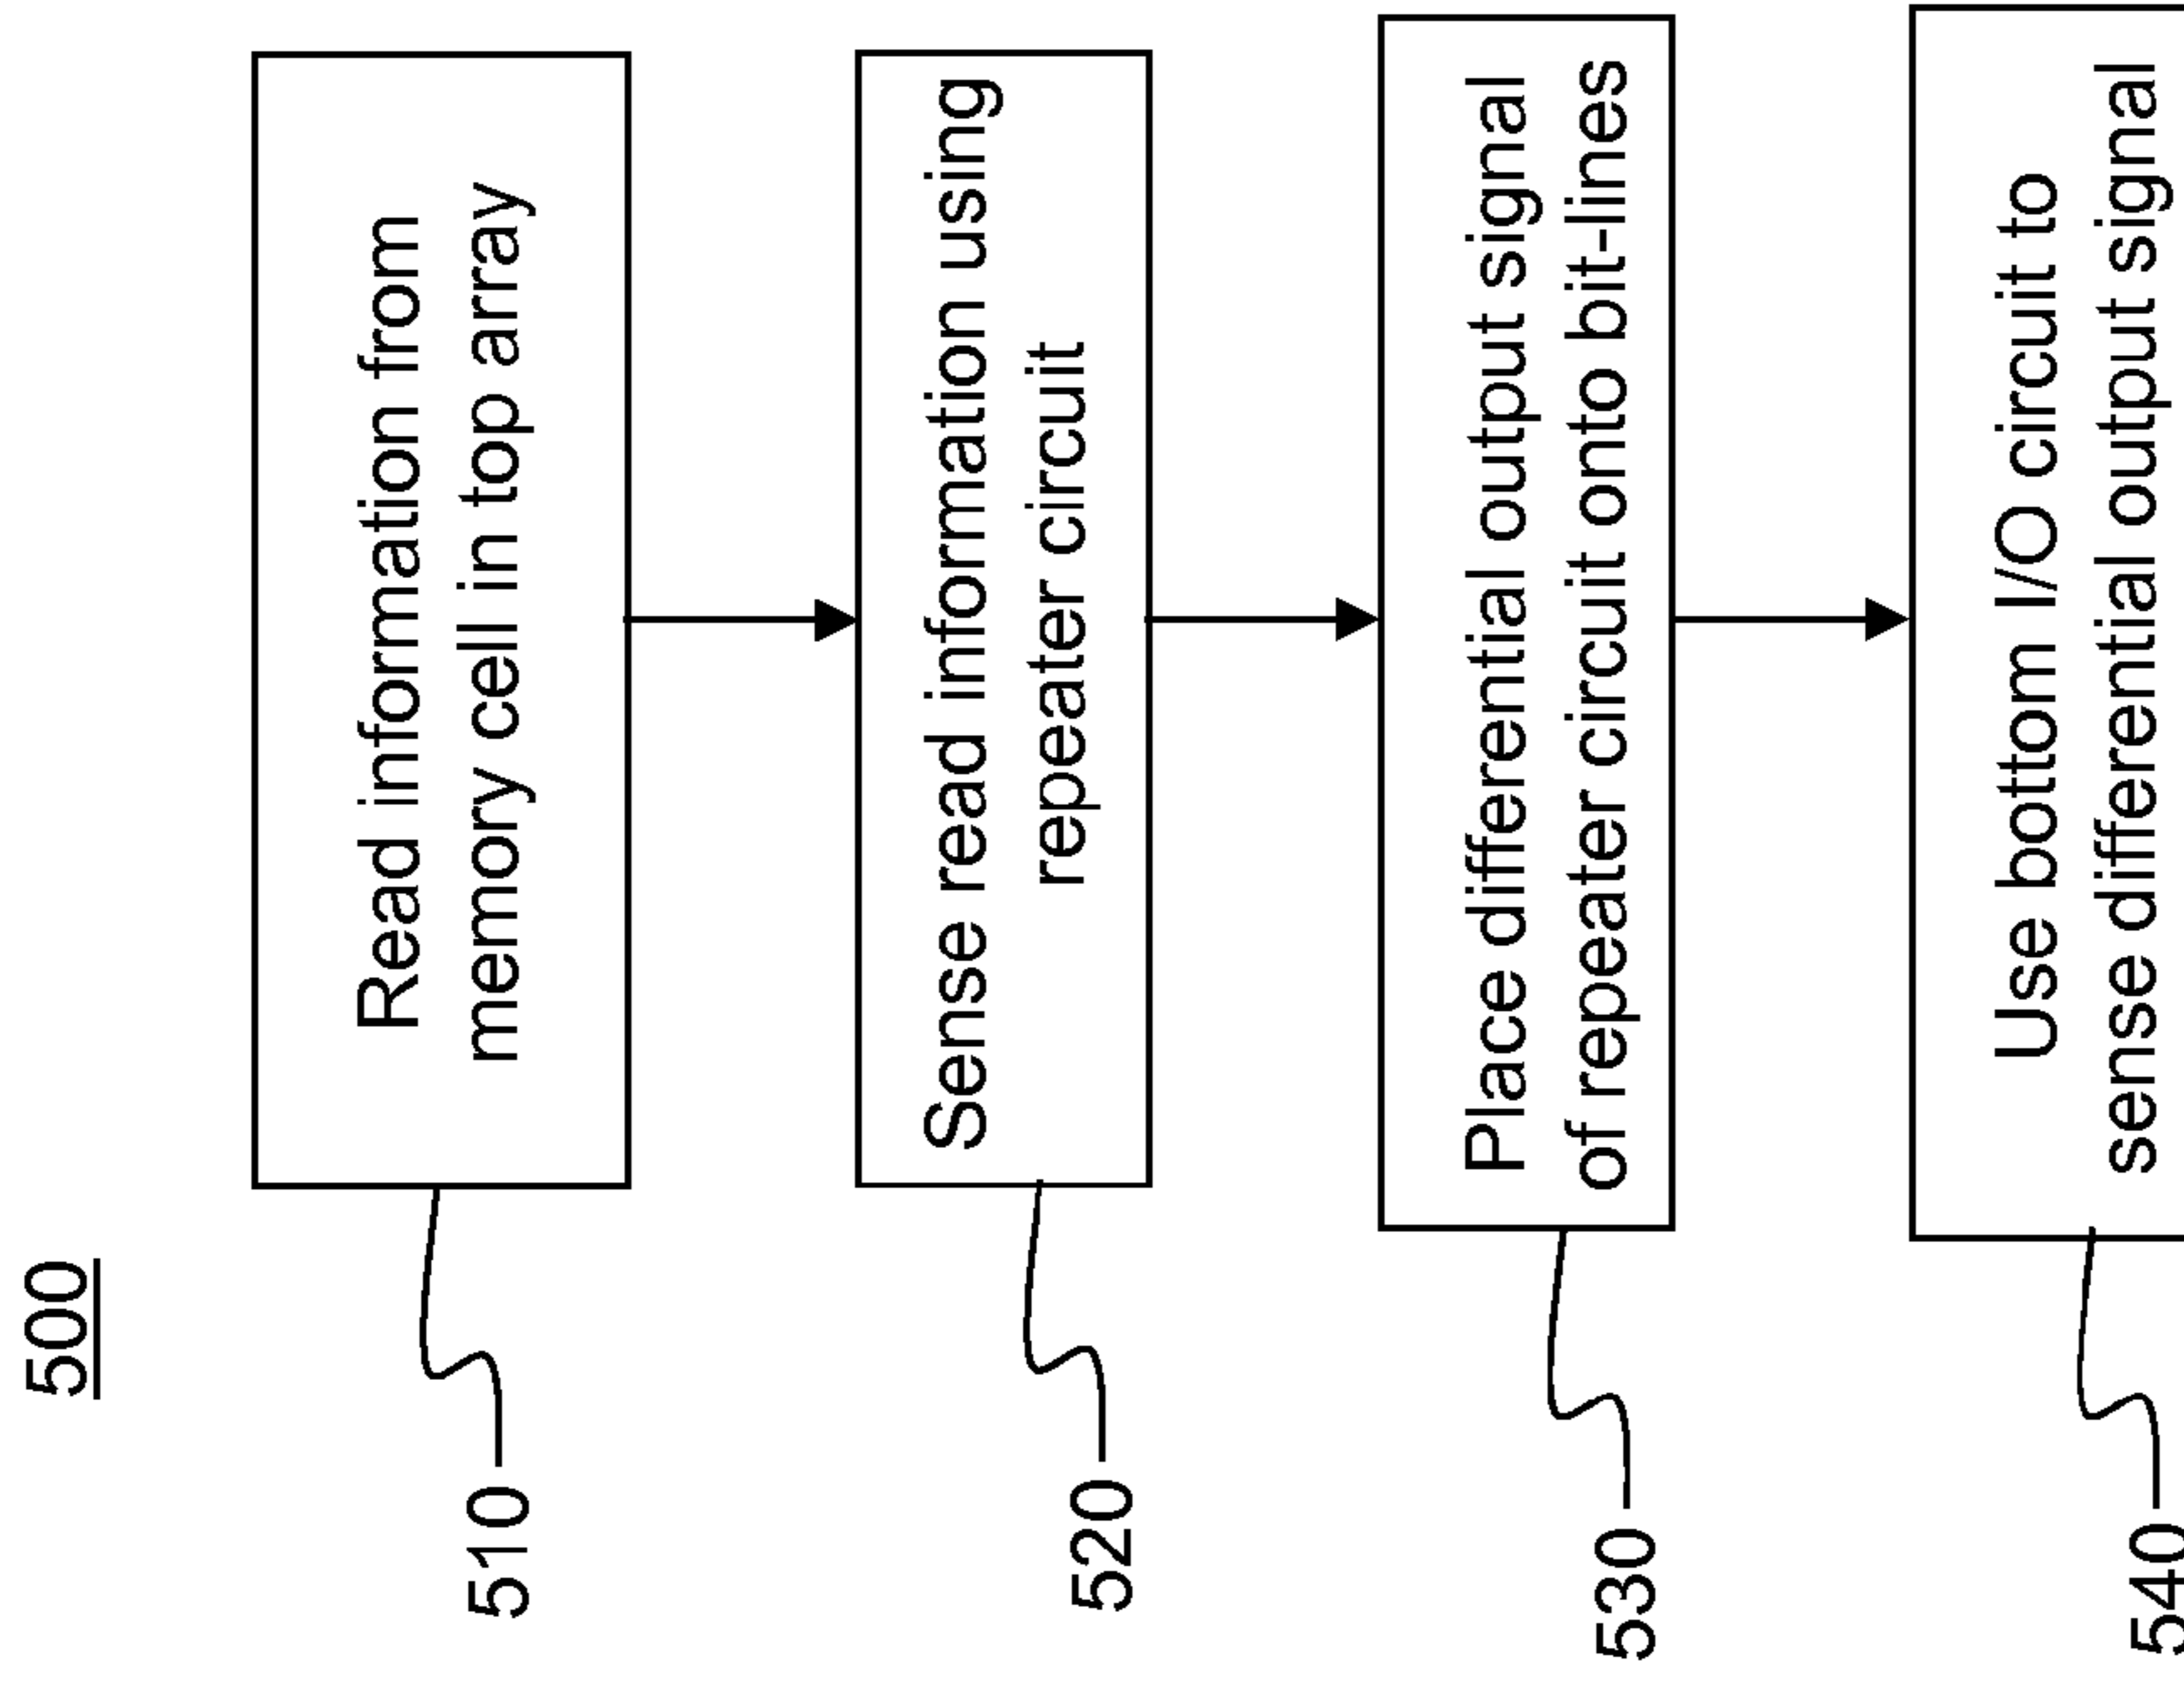 500
510
Read information from
memory cell in top array
520
Sense read information using
repeater circuit
530
Place differential output signal
of repeater circuit onto bit-lines
540
Use bottom I/O circuit to
sense differential output signal